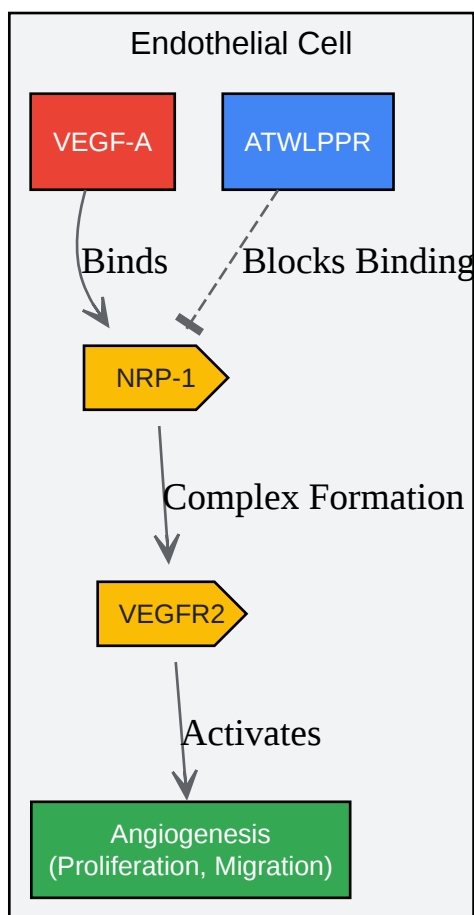 Endothelial Cell
VEGF-A
ATWLPPR
Binds
Blocks Binding
NRP-1
Complex Formation
VEGFR2
Activates
Angiogenesis
(Proliferation, Migration)